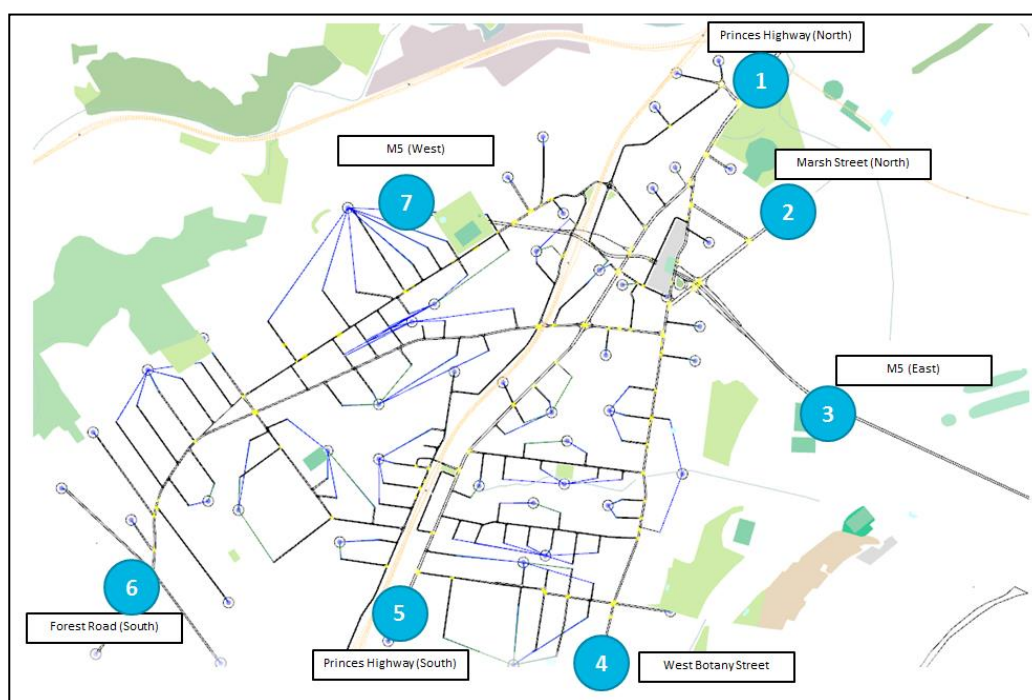 Princes Highway (North)
1
M5 (West)
Marsh Street (North)
7
2
M5 (East)
3
6
5
Forest Road (South)
4
Princes Highway (South)
West Botany Street